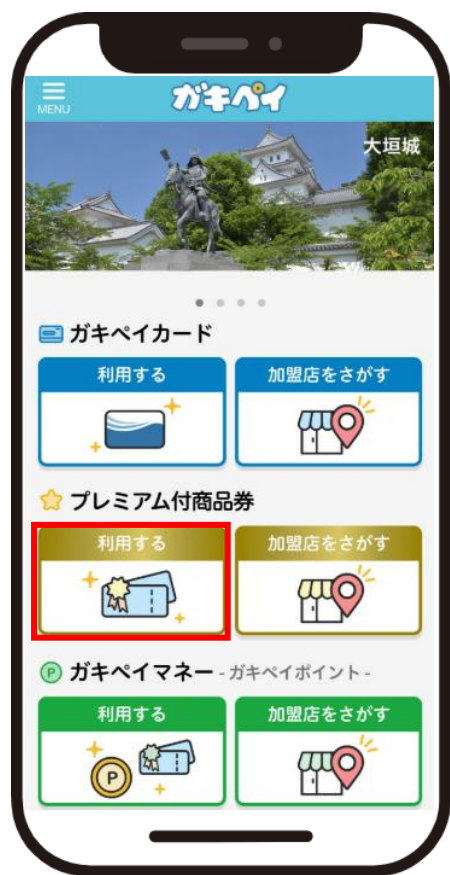 MENU
ガキペイ
大垣城
ガキペイカード
利用する
加盟店をさがす
プレミアム付商品券
利用する
加盟店をさがす
P ガキペイマネー - ガキペイポイント -
利用する
加盟店をさがす
P